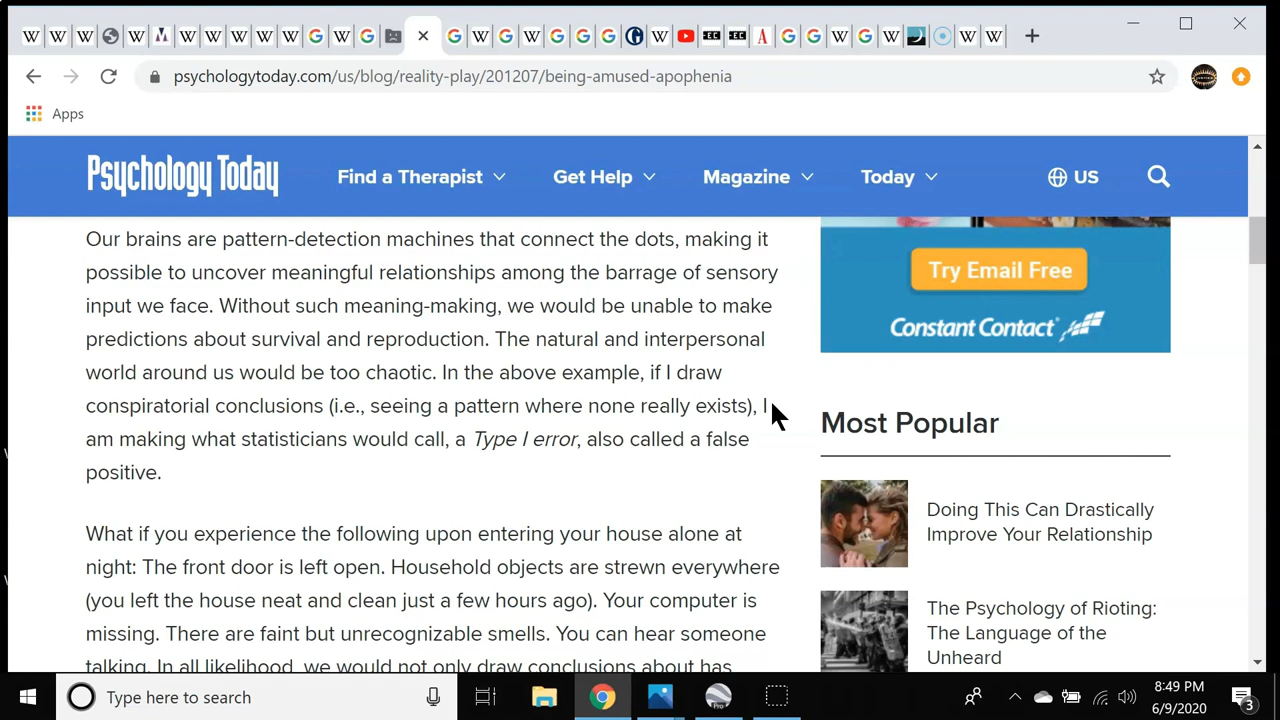 psychologytoday.com/us/blog/reality-play/201207/being-amused-apophenia
Apps
Psychology Today
Find a Therapist
Get Help
Magazine
Today
US
Our brains are pattern-detection machines that connect the dots, making it
possible to uncover meaningful relationships among the barrage of sensory
input we face. Without such meaning-making, we would be unable to make
predictions about survival and reproduction. The natural and interpersonal
world around us would be too chaotic. In the above example, if I draw
conspiratorial conclusions (i.e., seeing a pattern where none really exists), I
am making what statisticians would call, a Type I error, also called a false
positive.
What if you experience the following upon entering your house alone at
night: The front door is left open. Household objects are strewn everywhere
(you left the house neat and clean just a few hours ago). Your computer is
missing. There are faint but unrecognizable smells. You can hear someone
talking. In all likelihood, we would not only draw conclusions about has
Try Email Free
Constant Contact
Most Popular
Doing This Can Drastically
Improve Your Relationship
The Psychology of Rioting:
The Language of the
Unheard
Type here to search
Pro
8:49 PM
6/9/2020
3